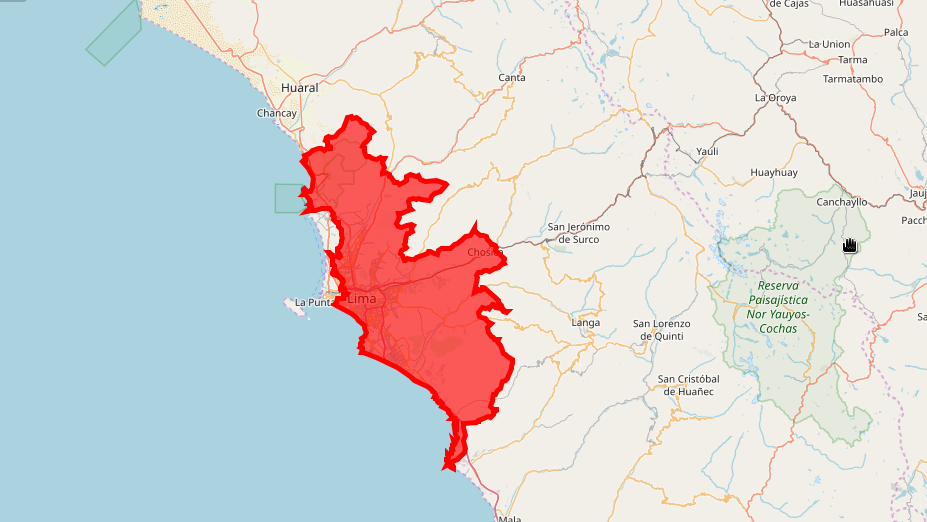 de Cajas
Huasahuasi
Palca
La Union
Tarma
Tarmatambo
Canta
Huaral
La Oroya
Chancay
Yauli
Huayhuay
Canchayllo
San Jerónimo
de Surco
Chosica
Reserva
Paisajística
Nor Yauyos-
Cochas
La Punta
Lima
Langa
San Lorenzo
de Quinti
San Cristóbal
de Huañec
Mala